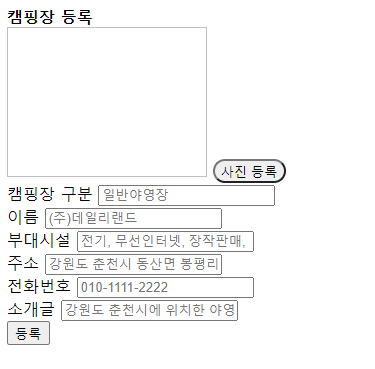 캠핑장 등록
사진 등록
캠핑장 구분 일반야영장
이름 (주)데일리랜드
부대시설 전기, 무선인터넷, 장작판매,
주소 강원도 춘천시 동산면 봉평리
전화번호 010-1111-2222
소개글 강원도 춘천시에 위치한 야영
등록